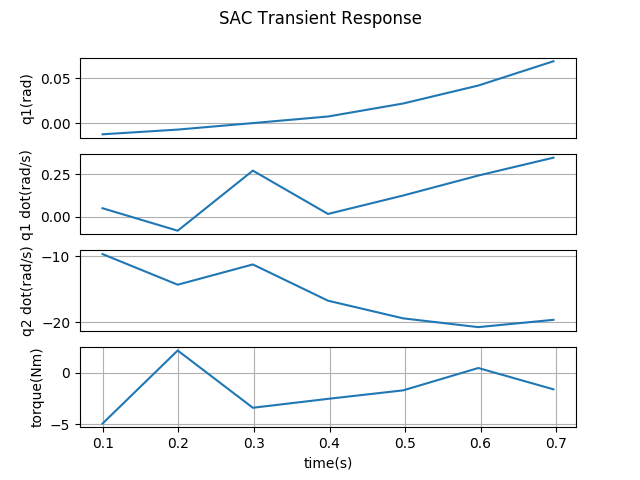 SAC Transient Response
q1(rad)
0.05
0.00
q1 dot(rad/s)
0.25
0.00
q2 dot(rad/s)
−10
−20
torque(Nm)
0
−5
0.1 0.2 0.3 0.4 0.5 0.6 0.7
time(s)